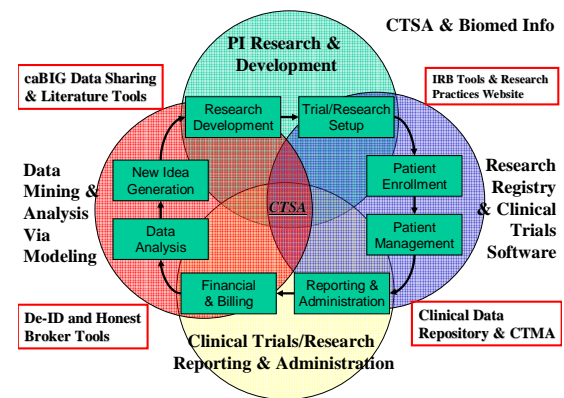 CTSA & Biomed Info
PI Research &
Development
caBIG Data Sharing
& Literature Tools
IRB Tools & Research
Practices Website
Research
Development
Trial/Research
Setup
New Idea
Generation
Patient
Enrollment
Data
Mining &
Analysis
Via
Modeling
CTSA
Research
Registry
& Clinical
Trials
Software
Data
Analysis
Patient
Management
Financial
& Billing
Reporting &
Administration
De-ID and Honest
Broker Tools
Clinical Data
Repository & CTMA
Clinical Trials/Research
Reporting & Administration